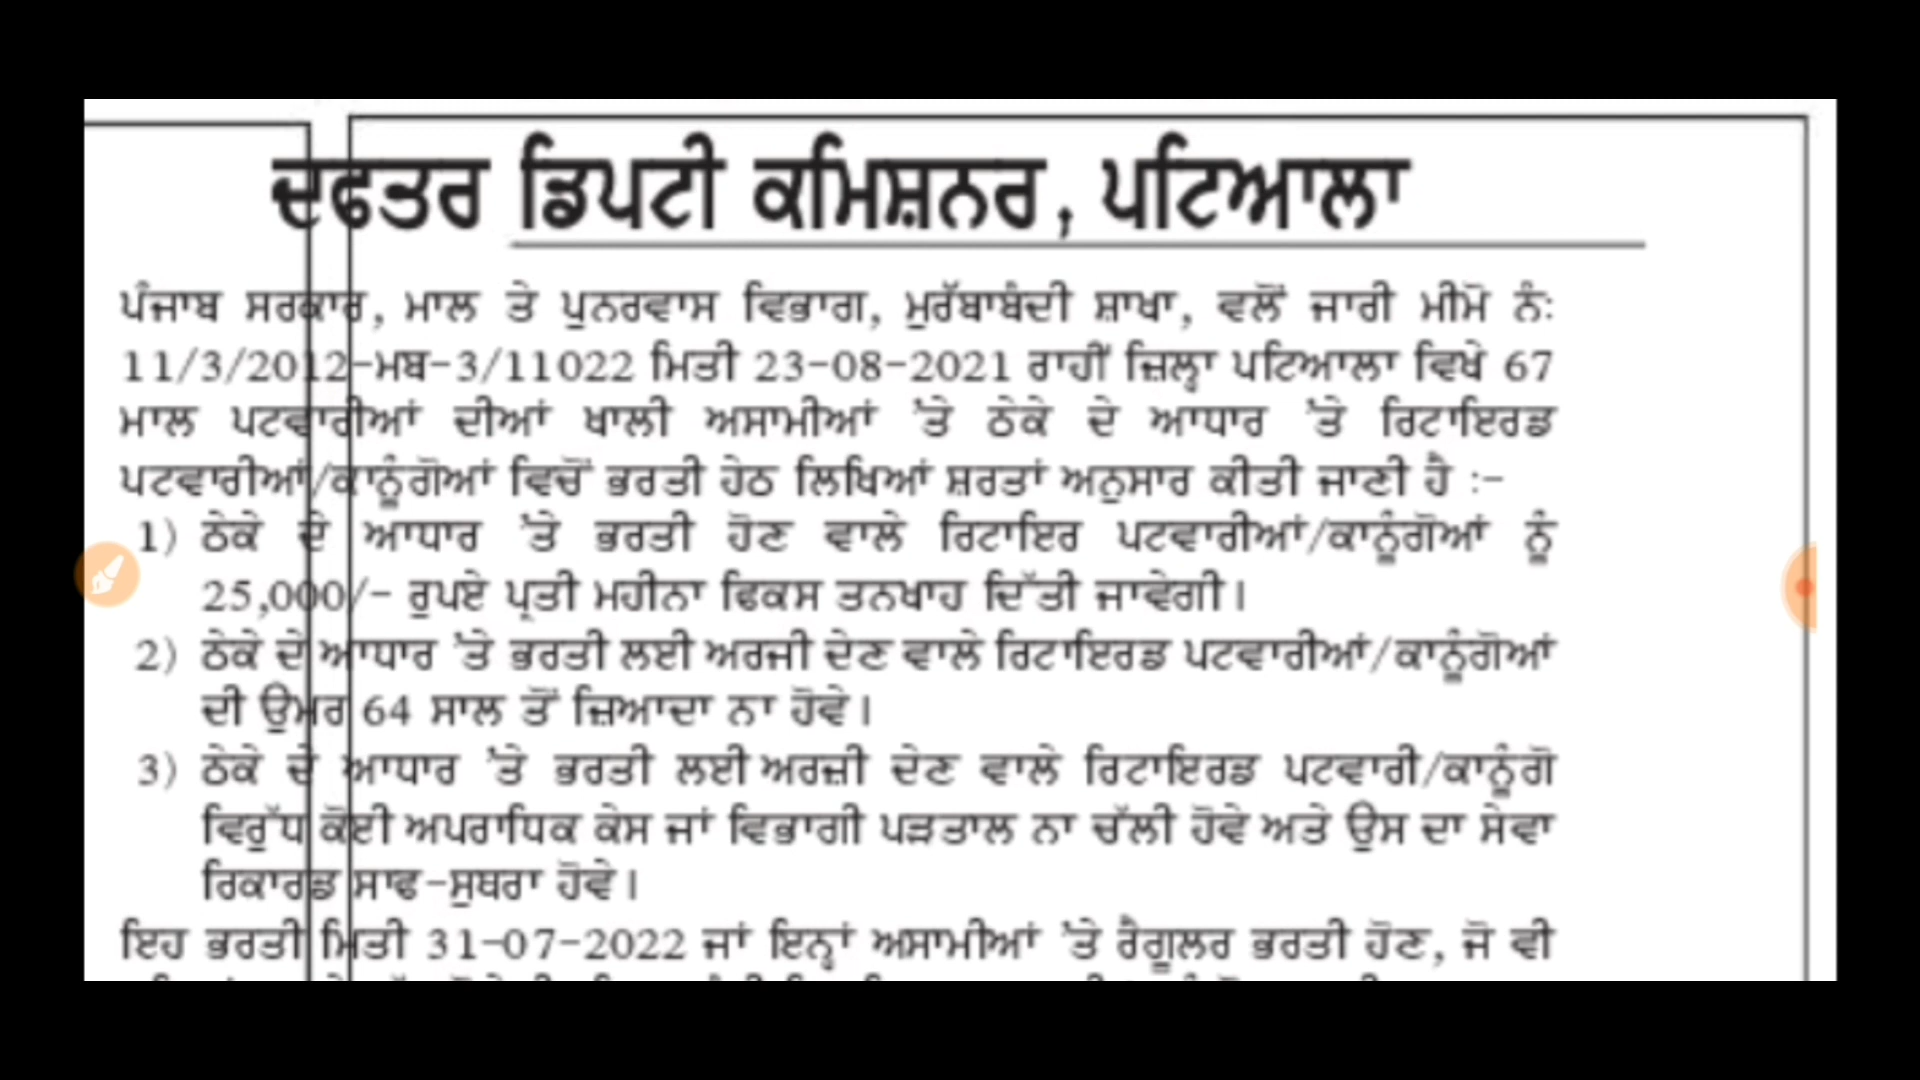 ਦਫਤਰ ਡਿਪਟੀ ਕਮਿਸ਼ਨਰ, ਪਟਿਆਲਾ
ਪੰਜਾਬ ਸਰਕਾਰ, ਮਾਲ ਤੇ ਪੁਨਰਵਾਸ ਵਿਭਾਗ, ਮੁਰੱਬਾਬੰਦੀ ਸ਼ਾਖਾ, ਵਲੋਂ ਜਾਰੀ ਮੀਮੋ ਨੰ:
11/3/2012-ਮਬ-3/11022 ਮਿਤੀ 23-08-2021 ਰਾਹੀਂ ਜ਼ਿਲ੍ਹਾ ਪਟਿਆਲਾ ਵਿਖੇ 67
ਮਾਲ ਪਟਵਾਰੀਆਂ ਦੀਆਂ ਖਾਲੀ ਅਸਾਮੀਆਂ 'ਤੇ ਠੇਕੇ ਦੇ ਆਧਾਰ 'ਤੇ ਰਿਟਾਇਰਡ
ਪਟਵਾਰੀਆਂ/ਕਾਨੂੰਗੋਆਂ ਵਿਚੋਂ ਭਰਤੀ ਹੇਠ ਲਿਖਿਆਂ ਸ਼ਰਤਾਂ ਅਨੁਸਾਰ ਕੀਤੀ ਜਾਣੀ ਹੈ :-
1) ਠੇਕੇ ਦੇ ਆਧਾਰ 'ਤੇ ਭਰਤੀ ਹੋਣ ਵਾਲੇ ਰਿਟਾਇਰ ਪਟਵਾਰੀਆਂ/ਕਾਨੂੰਗੋਆਂ ਨੂੰ
25,000/- ਰੁਪਏ ਪ੍ਰਤੀ ਮਹੀਨਾ ਫਿਕਸ ਤਨਖਾਹ ਦਿੱਤੀ ਜਾਵੇਗੀ।
2) ਠੇਕੇ ਦੇ ਆਧਾਰ 'ਤੇ ਭਰਤੀ ਲਈ ਅਰਜੀ ਦੇਣ ਵਾਲੇ ਰਿਟਾਇਰਡ ਪਟਵਾਰੀਆਂ/ਕਾਨੂੰਗੋਆਂ
ਦੀ ਉਮਰ 64 ਸਾਲ ਤੋਂ ਜ਼ਿਆਦਾ ਨਾ ਹੋਵੇ।
3) ਠੇਕੇ ਦੇ ਆਧਾਰ 'ਤੇ ਭਰਤੀ ਲਈ ਅਰਜ਼ੀ ਦੇਣ ਵਾਲੇ ਰਿਟਾਇਰਡ ਪਟਵਾਰੀ/ਕਾਨੂੰਗੋ
ਵਿਰੁੱਧ ਕੋਈ ਅਪਰਾਧਿਕ ਕੇਸ ਜਾਂ ਵਿਭਾਗੀ ਪੜਤਾਲ ਨਾ ਚੱਲੀ ਹੋਵੇ ਅਤੇ ਉਸ ਦਾ ਸੇਵਾ
ਰਿਕਾਰਡ ਸਾਫ-ਸੁਥਰਾ ਹੋਵੇ।
ਇਹ ਭਰਤੀ ਮਿਤੀ 31-07-2022 ਜਾਂ ਇਨ੍ਹਾਂ ਅਸਾਮੀਆਂ 'ਤੇ ਰੈਗੂਲਰ ਭਰਤੀ ਹੋਣ, ਜੋ ਵੀ